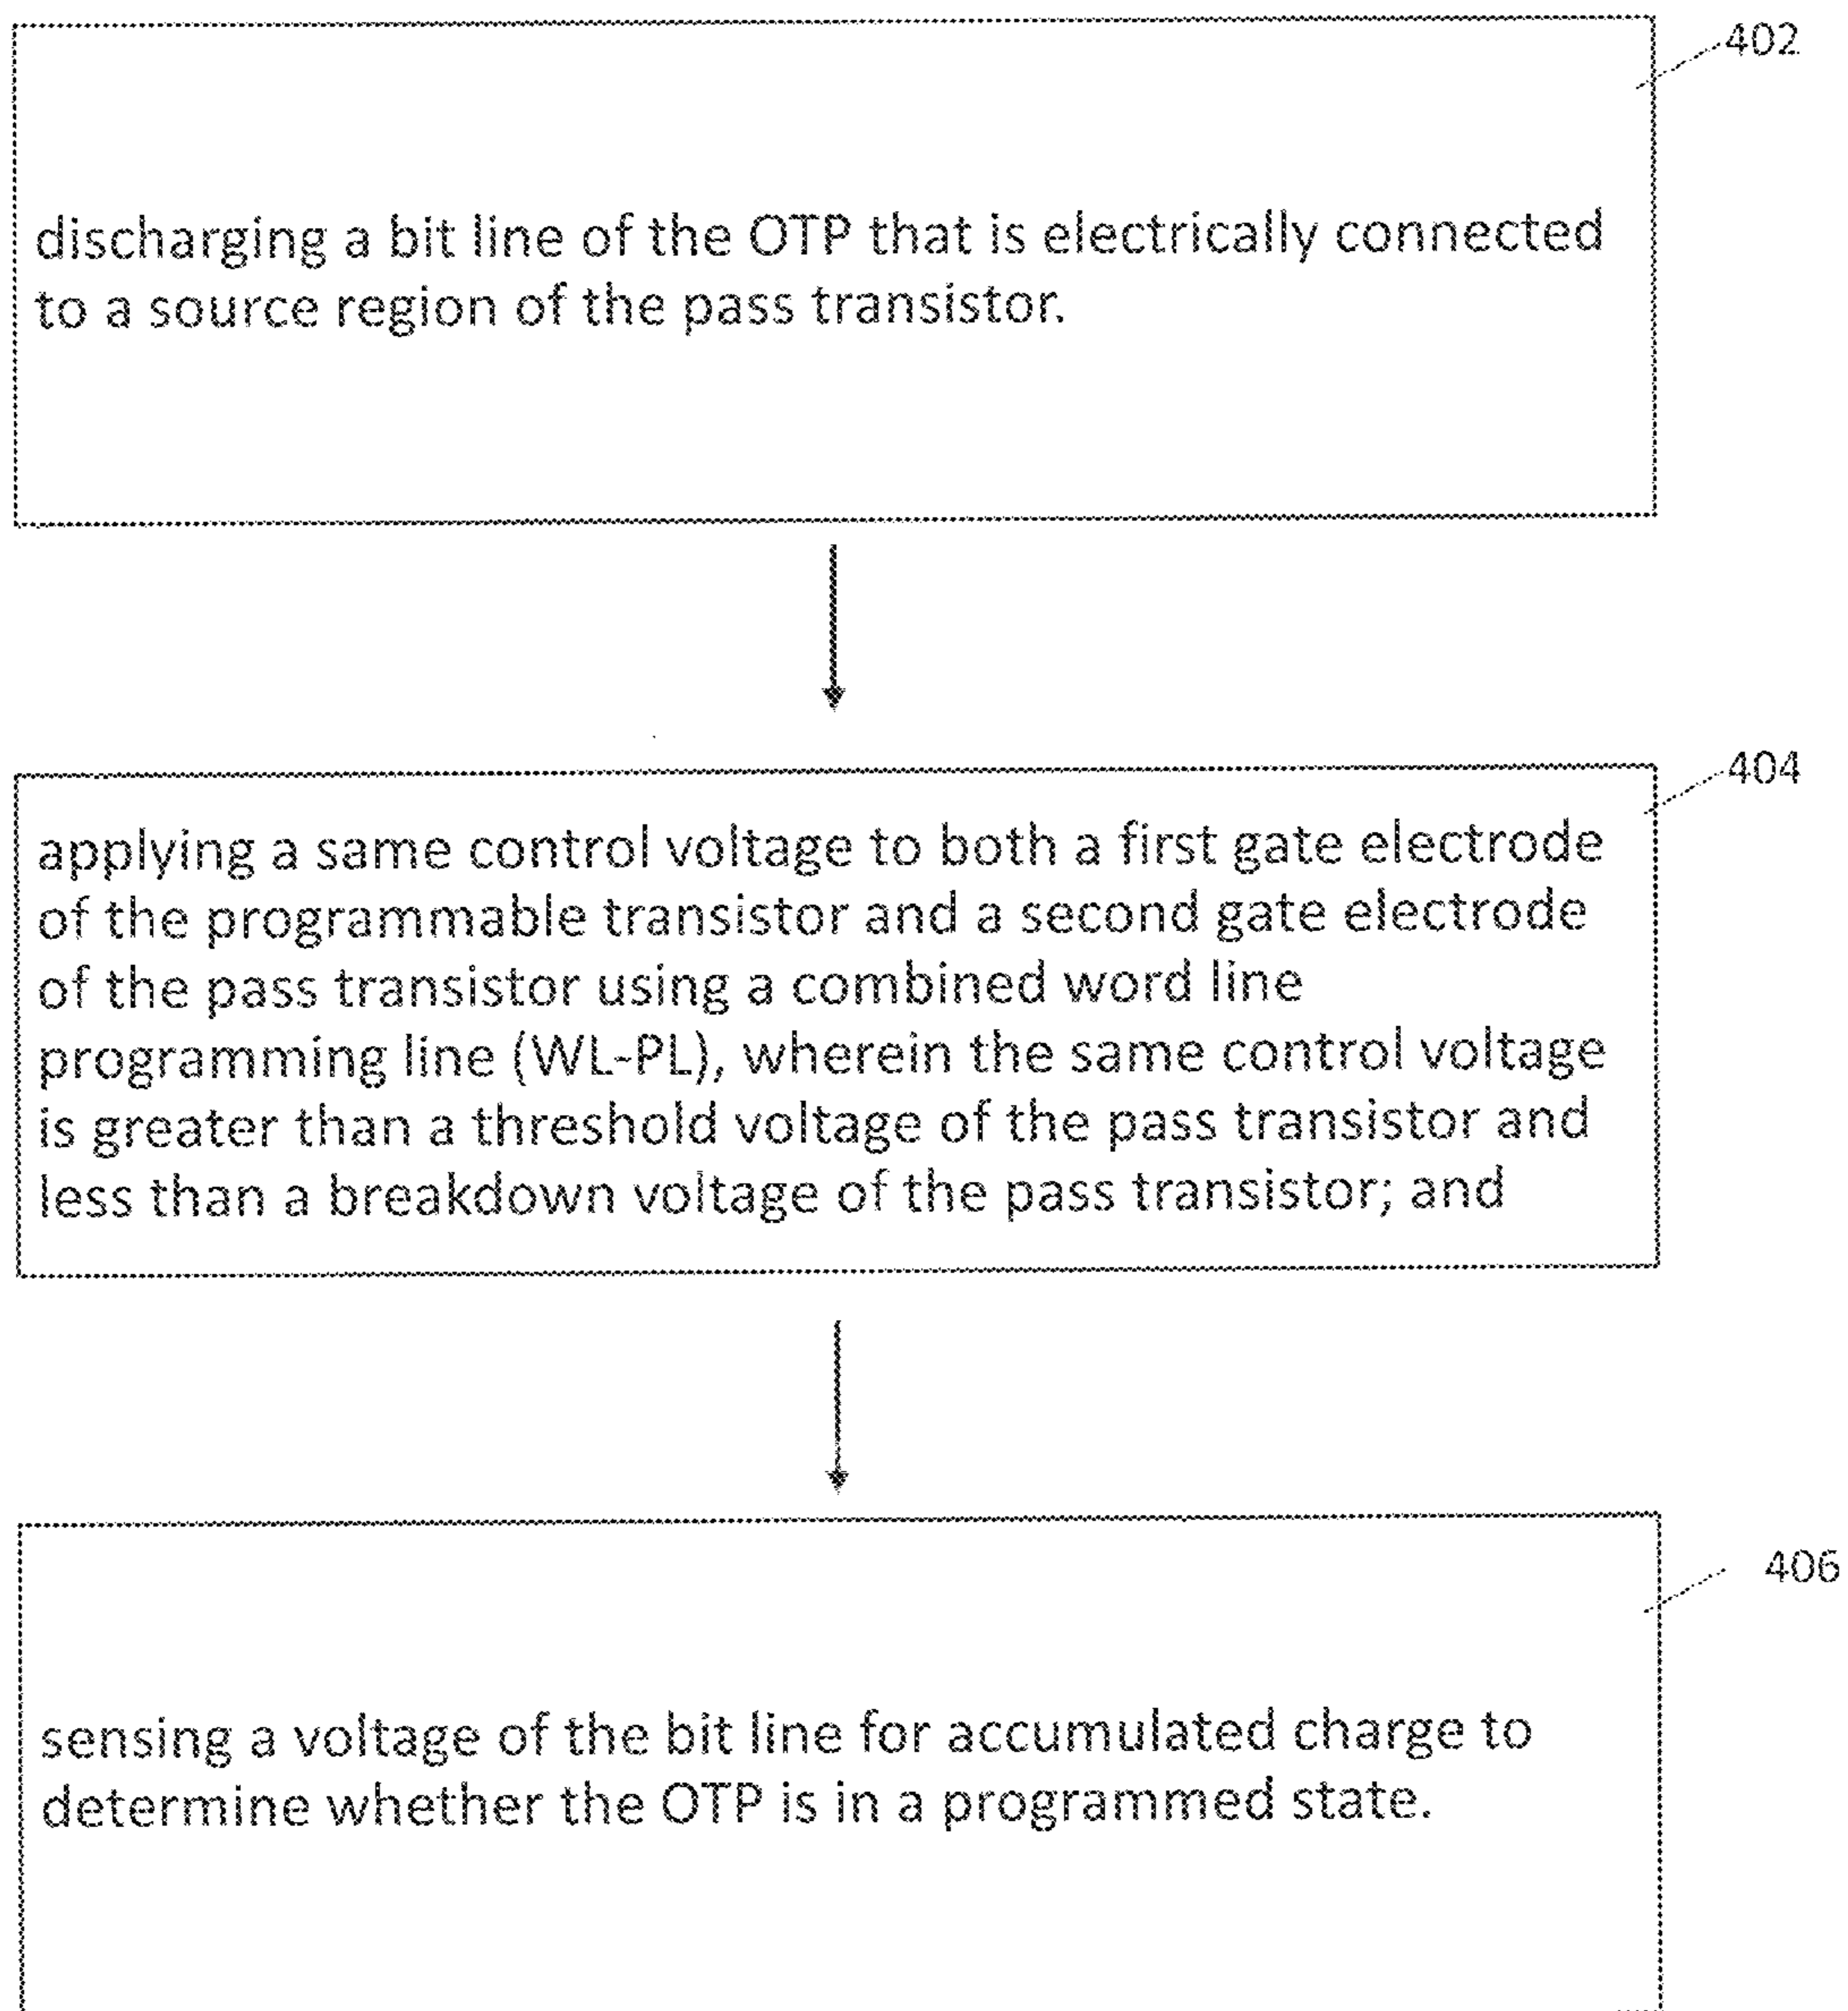 402
discharging a bit line of the OTP that is electrically connected
to a source region of the pass transistor.
404
applying a same control voltage to both a first gate electrode
of the programmable transistor and a second gate electrode
of the pass transistor using a combined word line
programming line (WL-PL), wherein the same control voltage
is greater than a threshold voltage of the pass transistor and
less than a breakdown voltage of the pass transistor; and
406
sensing a voltage of the bit line for accumulated charge to
determine whether the OTP is in a programmed state.